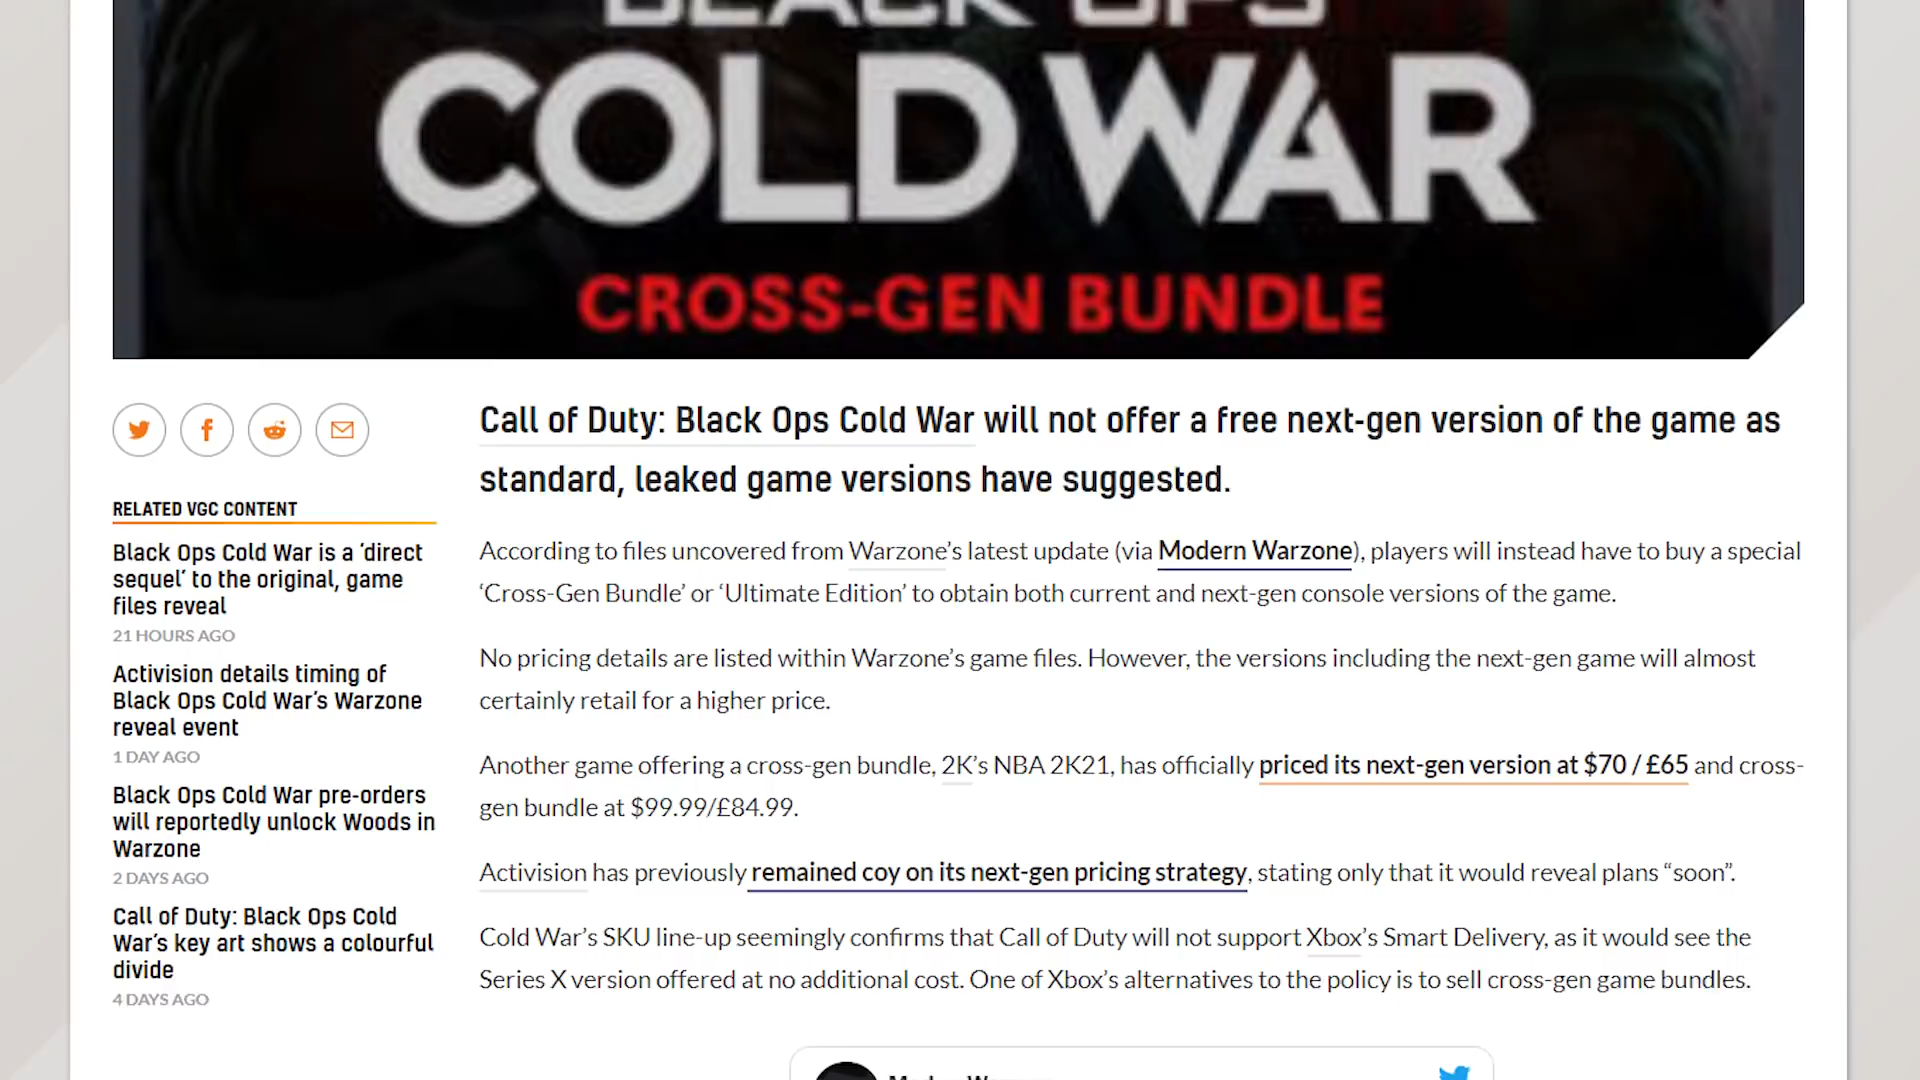 BLACK OPS
COLD WAR
CROSS-GEN BUNDLE
RELATED VGC CONTENT
Black Ops Cold War is a ‘direct
sequel’ to the original, game
files reveal
21 HOURS AGO
Activision details timing of
Black Ops Cold War’s Warzone
reveal event
1 DAY AGO
Black Ops Cold War pre-orders
will reportedly unlock Woods in
Warzone
2 DAYS AGO
Call of Duty: Black Ops Cold
War’s key art shows a colourful
divide
4 DAYS AGO
Call of Duty: Black Ops Cold War will not offer a free next-gen version of the game as
standard, leaked game versions have suggested.
According to files uncovered from Warzone’s latest update (via Modern Warzone), players will instead have to buy a special
‘Cross-Gen Bundle’ or ‘Ultimate Edition’ to obtain both current and next-gen console versions of the game.
No pricing details are listed within Warzone’s game files. However, the versions including the next-gen game will almost
certainly retail for a higher price.
Another game offering a cross-gen bundle, 2K’s NBA 2K21, has officially priced its next-gen version at $70 / £65 and cross-
gen bundle at $99.99/£84.99.
Activision has previously remained coy on its next-gen pricing strategy, stating only that it would reveal plans “soon”.
Cold War’s SKU line-up seemingly confirms that Call of Duty will not support Xbox’s Smart Delivery, as it would see the
Series X version offered at no additional cost. One of Xbox’s alternatives to the policy is to sell cross-gen game bundles.